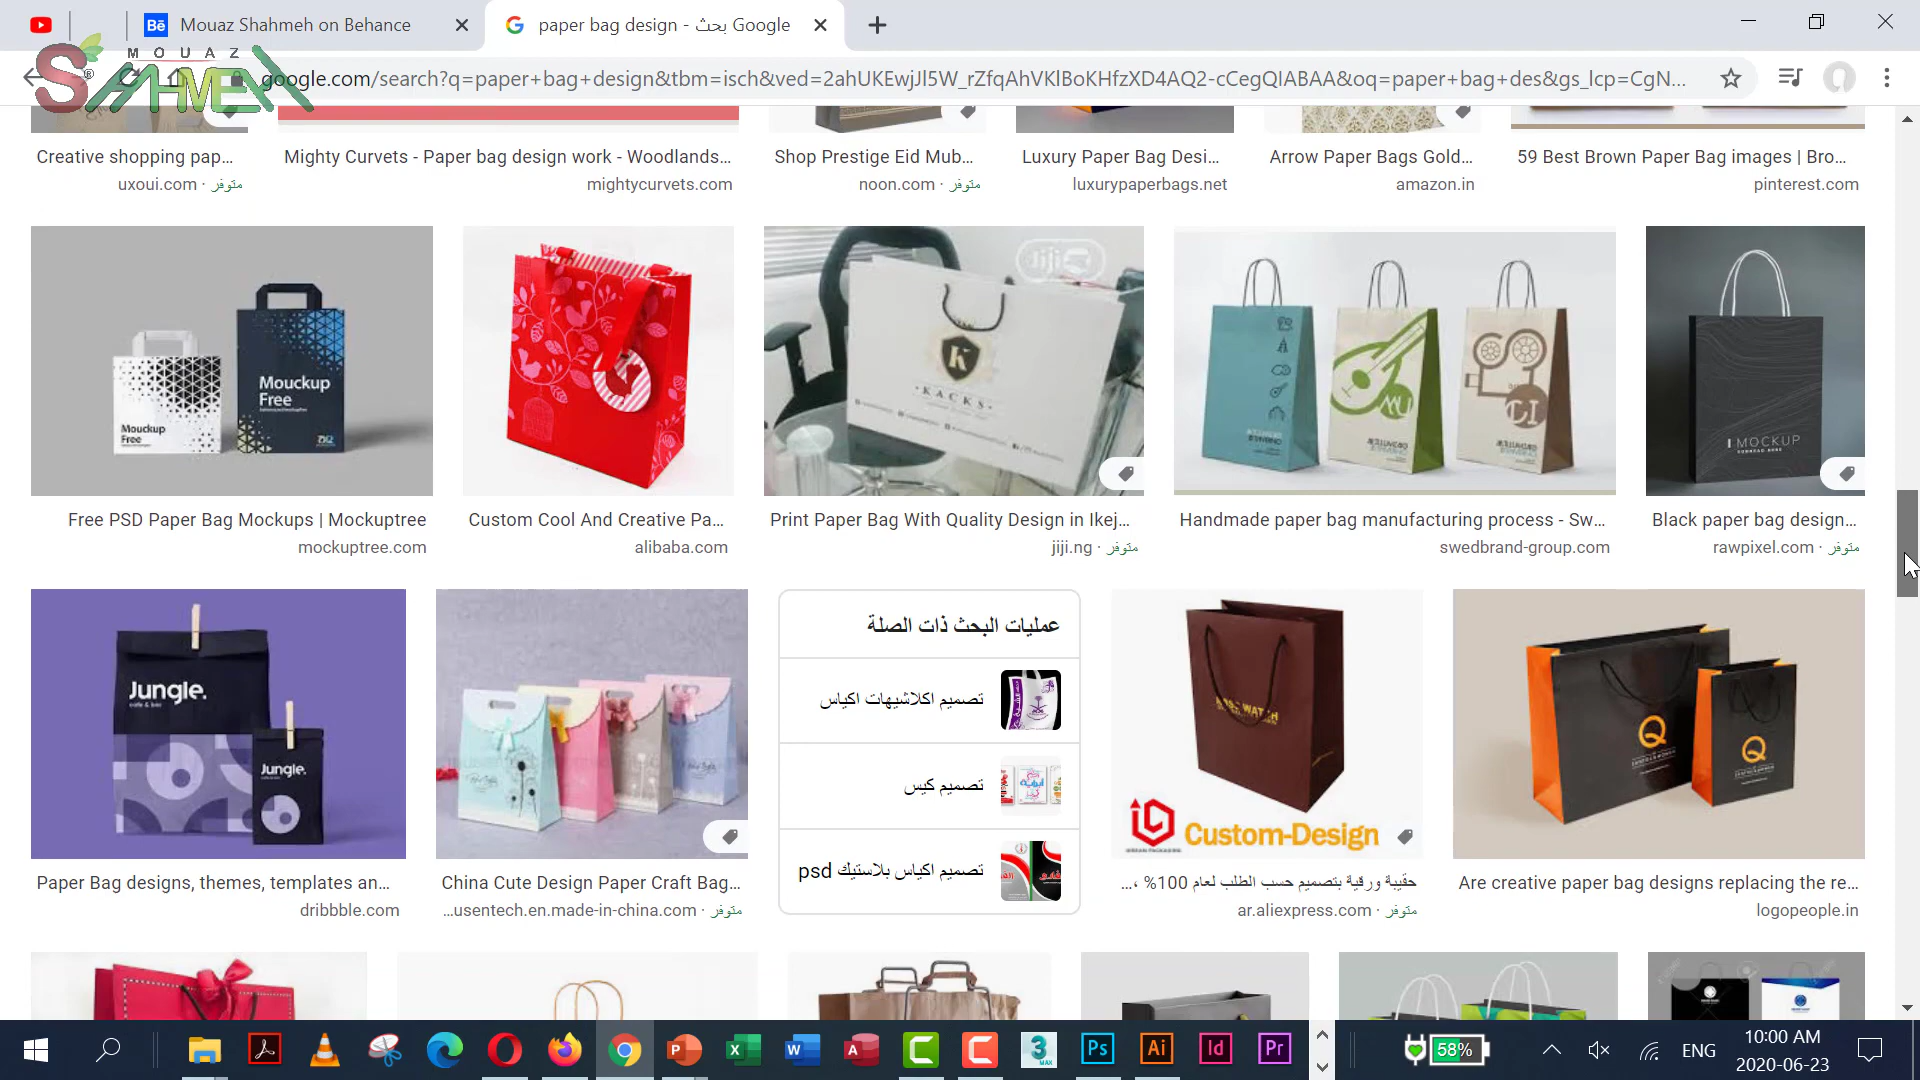 Mouaz Shahmeh on Behance
paper bag design - بحث Google
MOUAZ
SHAHMEH
google.com/search?q=paper+bag+design&tbm=isch&ved=2ahUKEwjJl5W_rZfqAhVKlBoKHfzXD4AQ2-cCegQIABAA&oq=paper+bag+des&gs_lcp=CgN...
Creative shopping pap...
uxoui.com · متوفر
Mighty Curvets - Paper bag design work - Woodlands...
mightycurvets.com
Shop Prestige Eid Mub...
noon.com · متوفر
Luxury Paper Bag Desi...
luxurypaperbags.net
Arrow Paper Bags Gold...
amazon.in
59 Best Brown Paper Bag images | Bro...
pinterest.com
Mouckup
Free
Mouckup
Free
Jiji
K
KACKS
MOCKUP
Free PSD Paper Bag Mockups | Mockuptree
mockuptree.com
Custom Cool And Creative Pa...
alibaba.com
Print Paper Bag With Quality Design in Ikej...
jiji.ng · متوفر
Handmade paper bag manufacturing process - Sw...
swedbrand-group.com
Black paper bag design...
rawpixel.com · متوفر
Jungle.
cafe & bar
Jungle.
عمليات البحث ذات الصلة
تصميم اكلاشيهات اكياس
تصميم كيس
تصميم اكياس بلاستيك psd
Custom-Design
Q
Q
Paper Bag designs, themes, templates an...
dribbble.com
China Cute Design Paper Craft Bag...
...usentech.en.made-in-china.com · متوفر
حقيبة ورقية بتصميم حسب الطلب لعام 100% ،...
ar.aliexpress.com · متوفر
Are creative paper bag designs replacing the re...
logopeople.in
58%
ENG
10:00 AM
2020-06-23